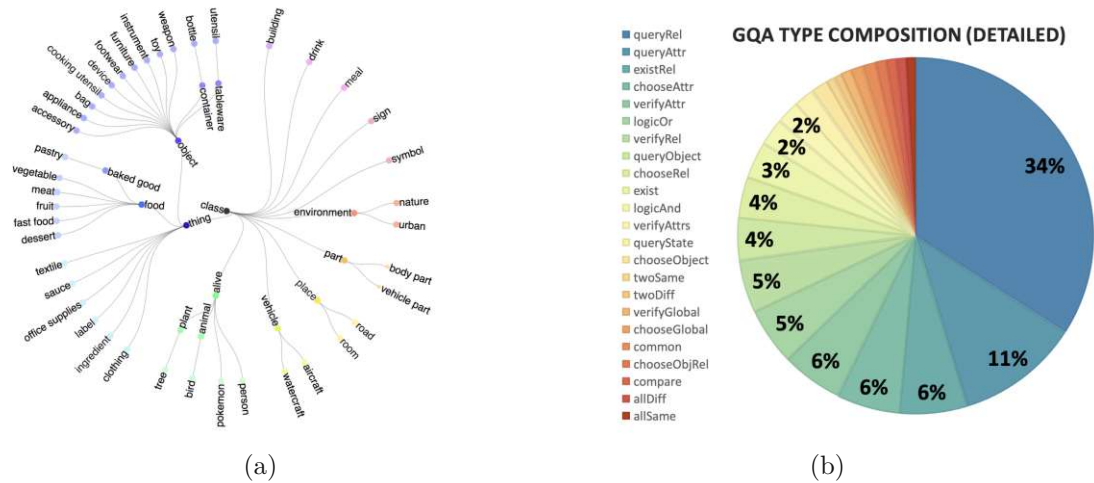 utensil
bottle
weapon
toy
instrument
furniture
footwear
device
cooking utensil
bag
appliance
accessory
tableware
container
object
pastry
baked good
vegetable
meat
fruit
fast food
dessert
food
thing
class
textile
sauce
office supplies
label
ingredient
clothing
alive
plant
animal
tree
bird
pokemon
person
building
drink
meal
sign
symbol
environment
nature
urban
part
body part
vehicle part
place
road
room
vehicle
aircraft
watercraft
(a)
GQA TYPE COMPOSITION (DETAILED)
queryRel
queryAttr
existRel
chooseAttr
verifyAttr
logicOr
verifyRel
queryObject
chooseRel
exist
logicAnd
verifyAttrs
queryState
chooseObject
twoSame
twoDiff
verifyGlobal
chooseGlobal
common
chooseObjRel
compare
allDiff
allSame
34%
11%
6%
6%
6%
5%
5%
4%
4%
3%
2%
2%
(b)